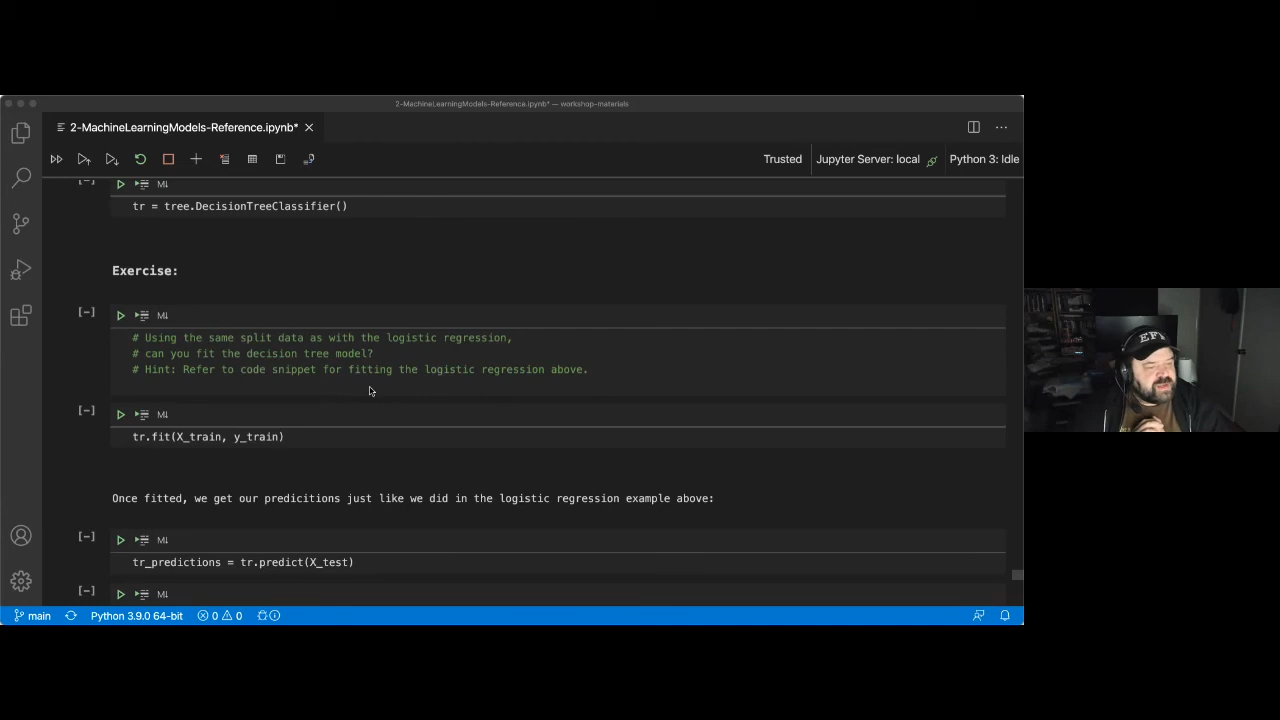 2-MachineLearningModels-Reference.ipynb* — workshop-materials
2-MachineLearningModels-Reference.ipynb*
Trusted
Jupyter Server: local
Python 3: Idle
[-]
M↓
tr = tree.DecisionTreeClassifier()
Exercise:
[-]
M↓
# Using the same split data as with the logistic regression,
# can you fit the decision tree model?
# Hint: Refer to code snippet for fitting the logistic regression above.
[-]
M↓
tr.fit(X_train, y_train)
Once fitted, we get our predicitions just like we did in the logistic regression example above:
[-]
M↓
tr_predictions = tr.predict(X_test)
[-]
M↓
main
Python 3.9.0 64-bit
0
0